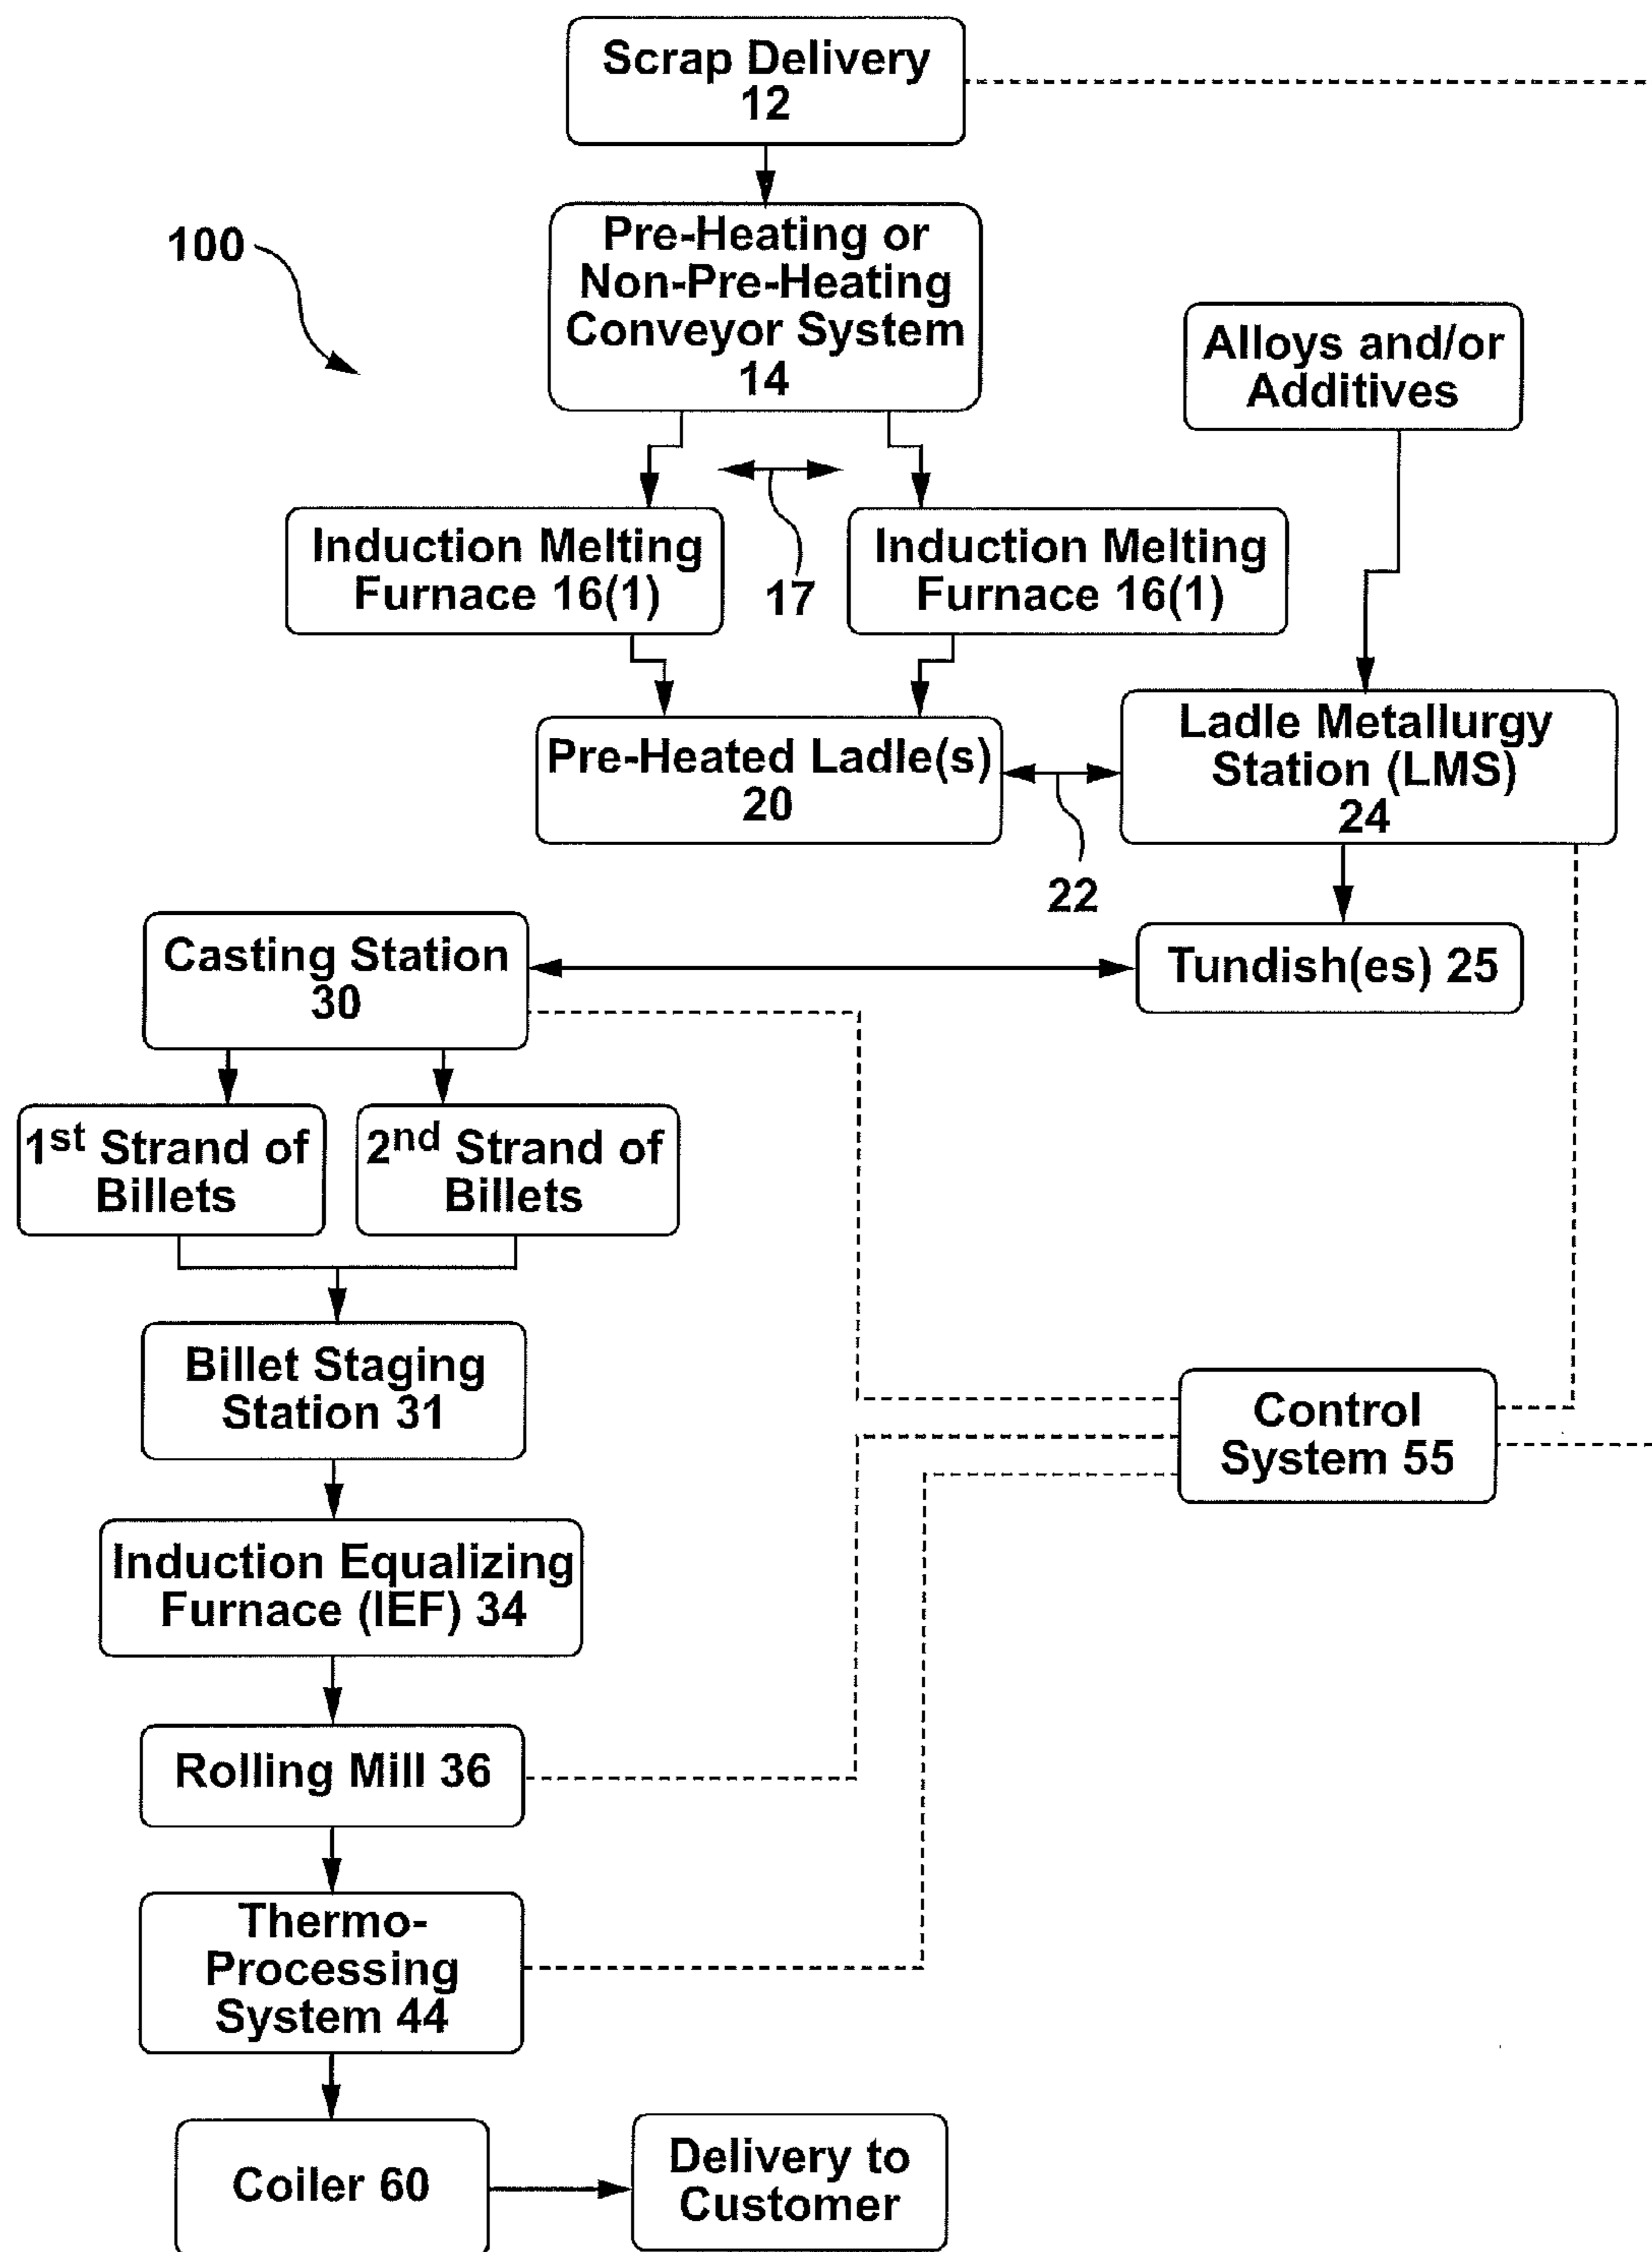 Scrap Delivery
12
100
Pre-Heating or
Non-Pre-Heating
Conveyor System
14
Alloys and/or
Additives
Induction Melting
Furnace 16(1)
17
Induction Melting
Furnace 16(1)
Pre-Heated Ladle(s)
20
22
Ladle Metallurgy
Station (LMS)
24
Casting Station
30
Tundish(es) 25
1st Strand of
Billets
2nd Strand of
Billets
Billet Staging
Station 31
Control
System 55
Induction Equalizing
Furnace (IEF) 34
Rolling Mill 36
Thermo-
Processing
System 44
Coiler 60
Delivery to
Customer